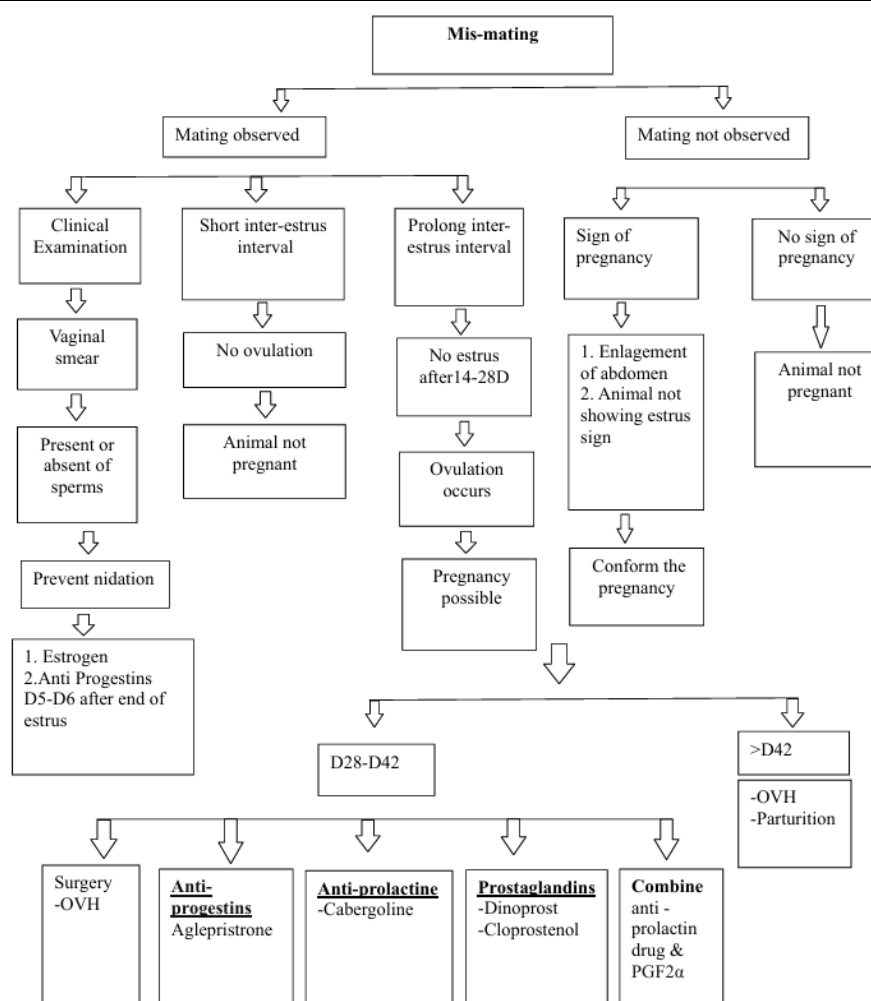 Mis-mating
Mating observed
Mating not observed
Clinical
Examination
Short inter-estrus
interval
Prolong inter-
estrus interval
Sign of
pregnancy
No sign of
pregnancy
Vaginal
smear
No ovulation
No estrus
after14-28D
1. Enlagement
of abdomen
2. Animal not
showing estrus
sign
Animal not
pregnant
Present or
absent of
sperms
Animal not
pregnant
Ovulation
occurs
Prevent nidation
Pregnancy
possible
Conform the
pregnancy
1. Estrogen
2.Anti Progestins
D5-D6 after end of
estrus
D28-D42
>D42
-OVH
-Parturition
Surgery
-OVH
Anti-
progestins
Aglepristrone
Anti-prolactine
-Cabergoline
Prostaglandins
-Dinoprost
-Cloprostenol
Combine
anti -
prolactin
drug &
PGF2α